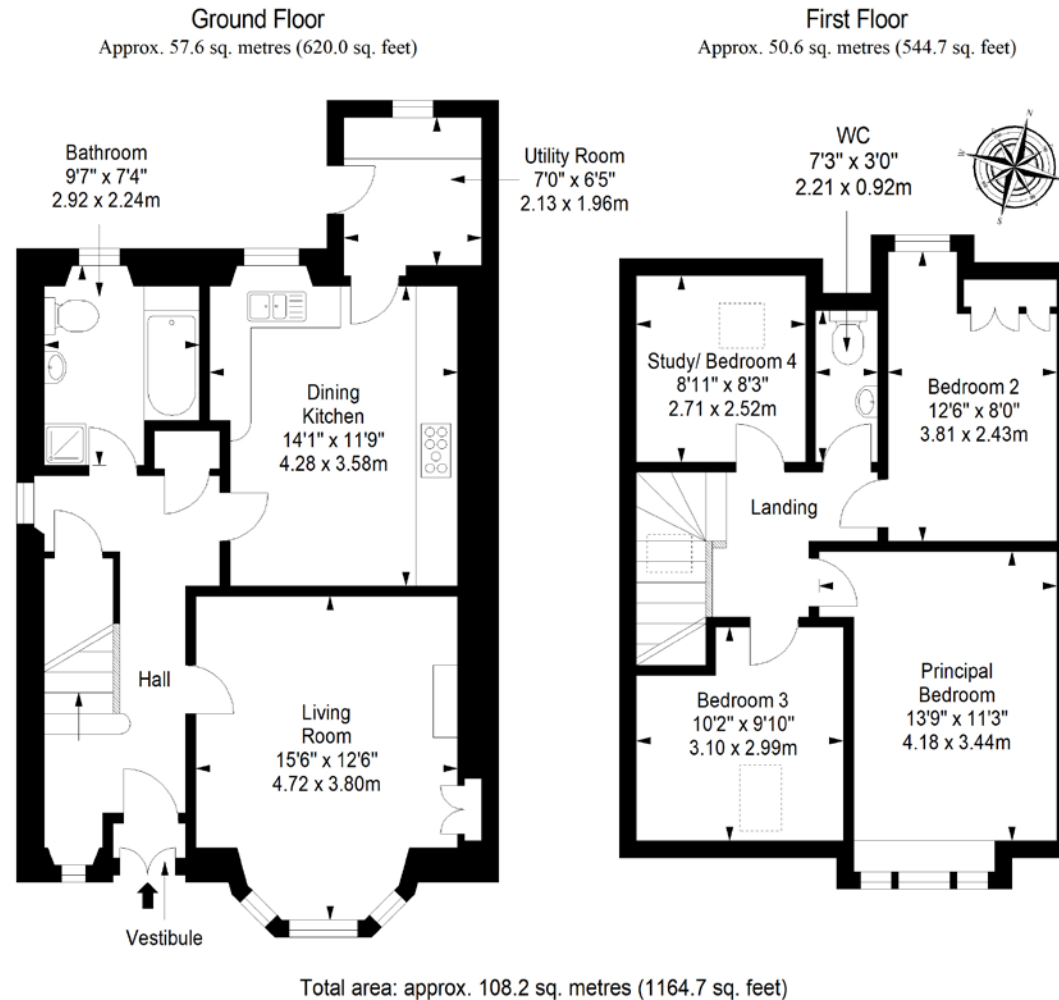 Ground Floor
Approx. 57.6 sq. metres (620.0 sq. feet)
First Floor
Approx. 50.6 sq. metres (544.7 sq. feet)
Bathroom
9'7" x 7'4"
2.92 x 2.24m
Utility Room
7'0" x 6'5"
2.13 x 1.96m
Dining
Kitchen
14'1" x 11'9"
4.28 x 3.58m
Hall
Living
Room
15'6" x 12'6"
4.72 x 3.80m
Vestibule
WC
7'3" x 3'0"
2.21 x 0.92m
N
W
S
Study/ Bedroom 4
8'11" x 8'3"
2.71 x 2.52m
Bedroom 2
12'6" x 8'0"
3.81 x 2.43m
Landing
Bedroom 3
10'2" x 9'10"
3.10 x 2.99m
Principal
Bedroom
13'9" x 11'3"
4.18 x 3.44m
Total area: approx. 108.2 sq. metres (1164.7 sq. feet)